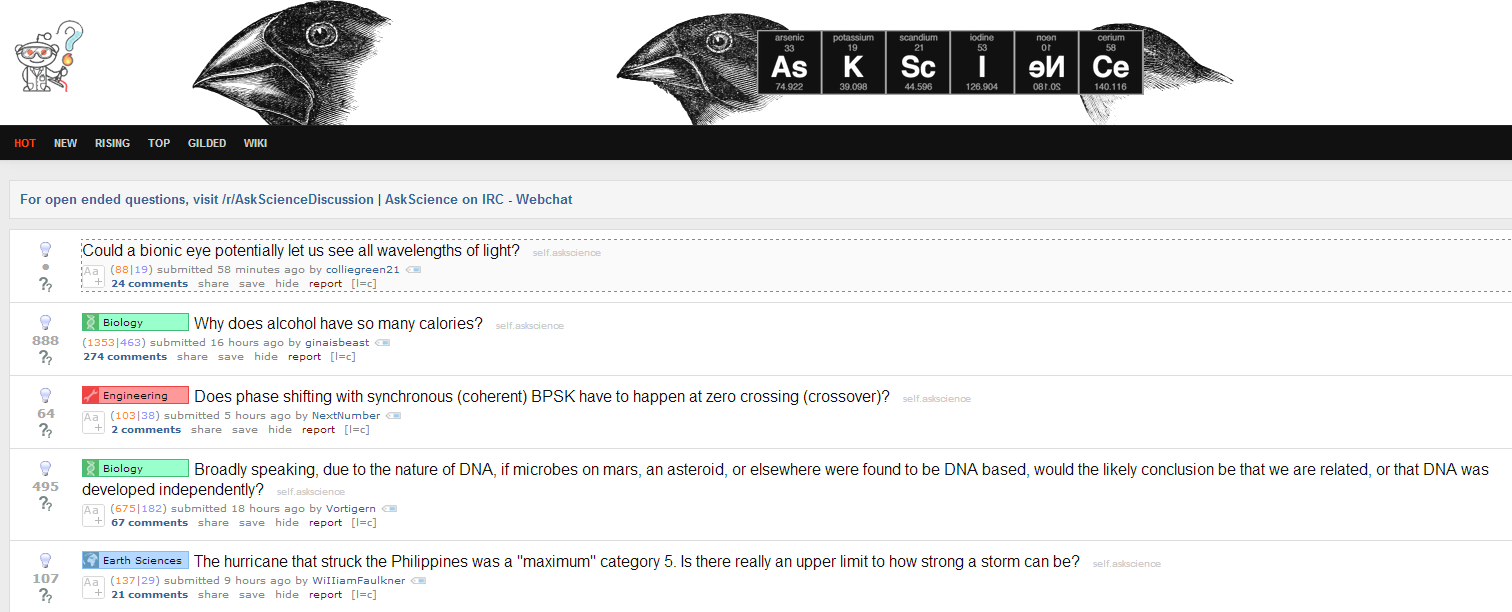 arsenic potassium scandium iodine neon cerium
33 19 21 53 10 58
As K Sc I Ne Ce
74.922 39.098 44.596 126.904 20.1080 140.116
HOT NEW RISING TOP GILDED WIKI
For open ended questions, visit /r/AskScienceDiscussion | AskScience on IRC - Webchat
Could a bionic eye potentially let us see all wavelengths of light? self.askscience
• Aa+ (88|19) submitted 58 minutes ago by colliegreen21
?? 24 comments share save hide report [l=c]
Biology Why does alcohol have so many calories? self.askscience
888 (1353|463) submitted 16 hours ago by ginaisbeast
?? 274 comments share save hide report [l=c]
Engineering Does phase shifting with synchronous (coherent) BPSK have to happen at zero crossing (crossover)? self.askscience
64 Aa+ (103|38) submitted 5 hours ago by NextNumber
?? 2 comments share save hide report [l=c]
Biology Broadly speaking, due to the nature of DNA, if microbes on mars, an asteroid, or elsewhere were found to be DNA based, would the likely conclusion be that we are related, or that DNA was
495 developed independently? self.askscience
?? Aa+ (675|182) submitted 18 hours ago by Vortigern
67 comments share save hide report [l=c]
Earth Sciences The hurricane that struck the Philippines was a "maximum" category 5. Is there really an upper limit to how strong a storm can be? self.askscience
107 Aa+ (137|29) submitted 9 hours ago by WiIIiamFaulkner
?? 21 comments share save hide report [l=c]